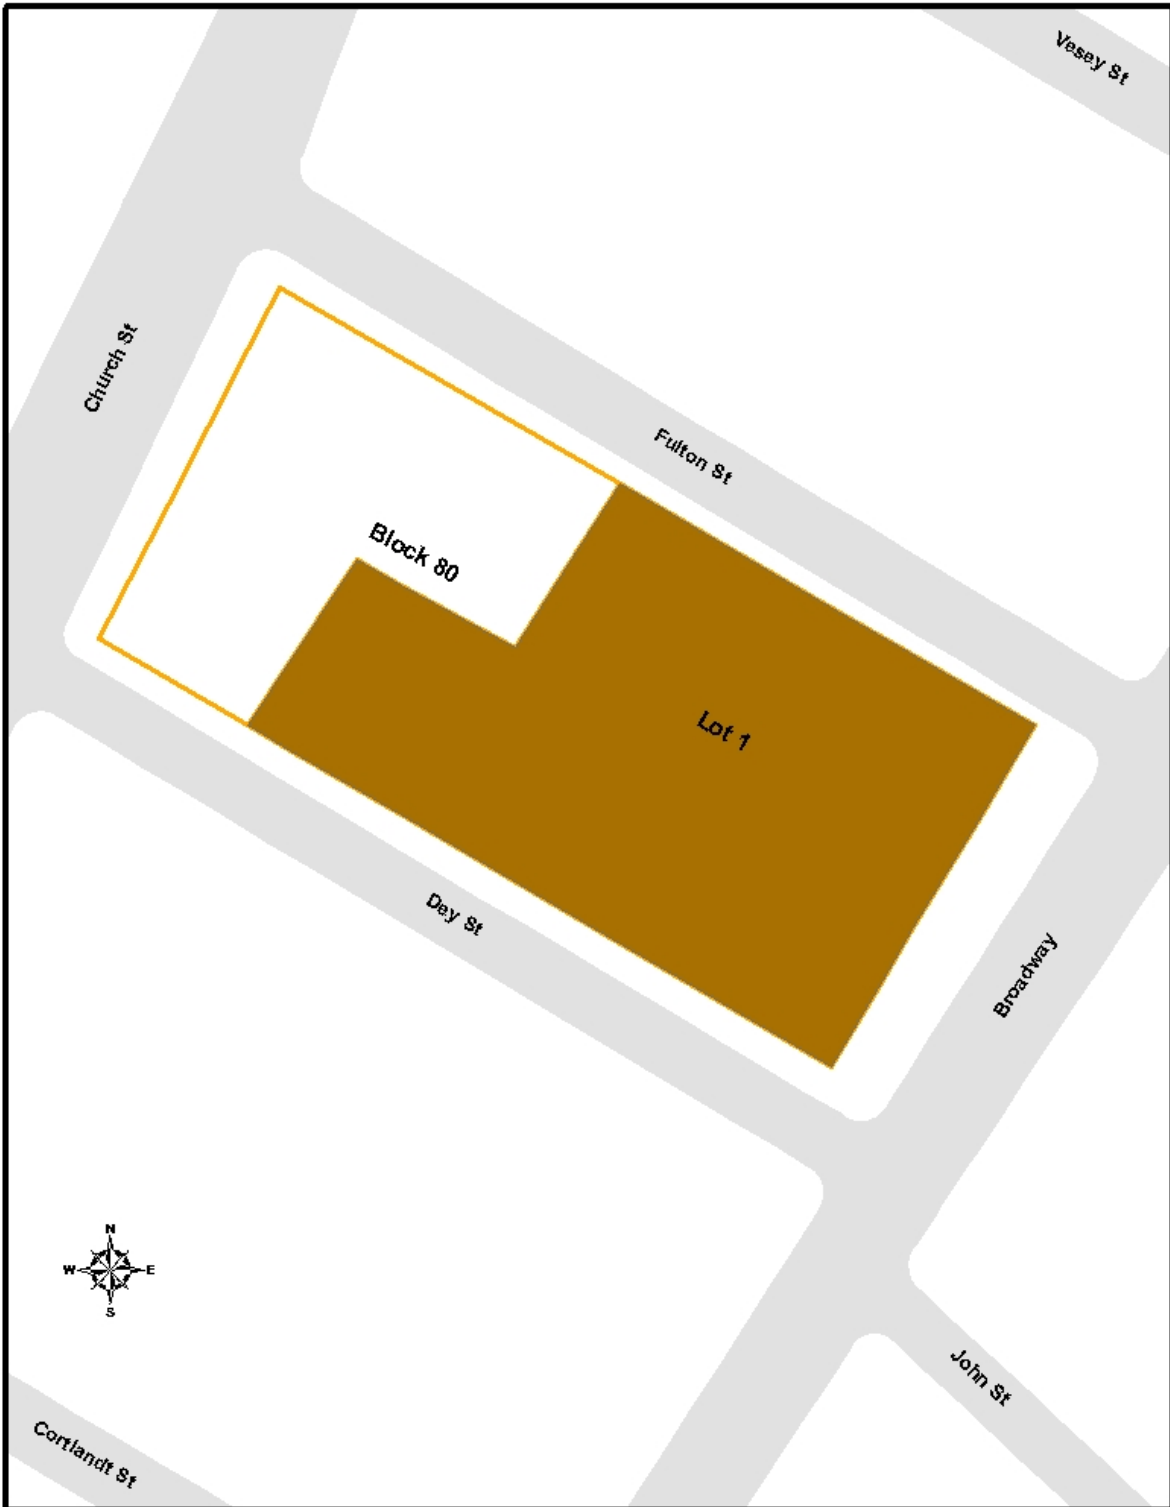 Vesey St
Church St
Fulton St
Block 80
Lot 1
Dey St
Broadway
N
W E
S
John St
Cortlandt St